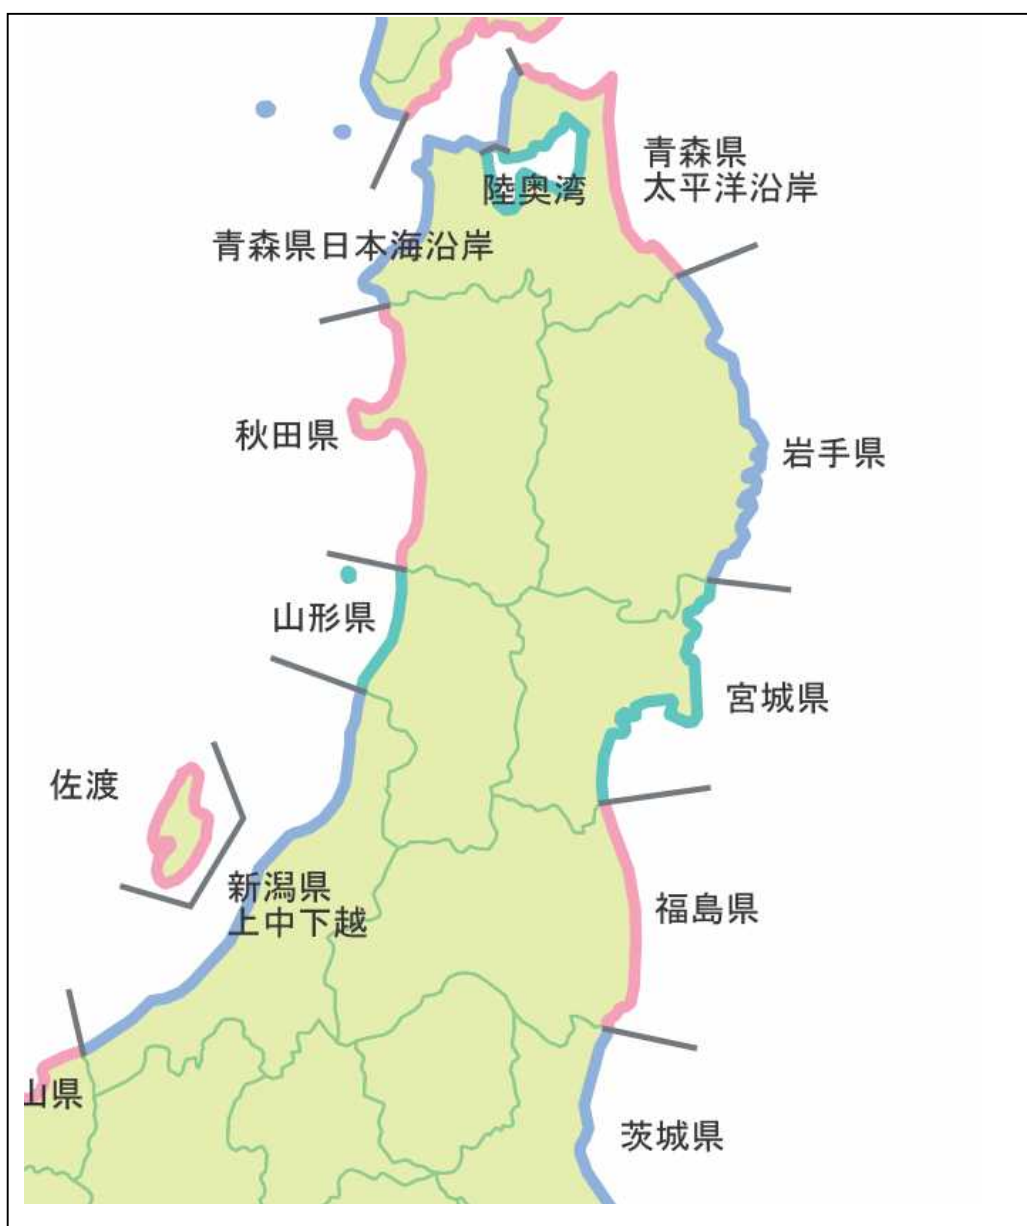 青森県
太平洋沿岸
陸奥湾
青森県日本海沿岸
秋田県
岩手県
山形県
宮城県
佐渡
新潟県
上中下越
福島県
山県
茨城県